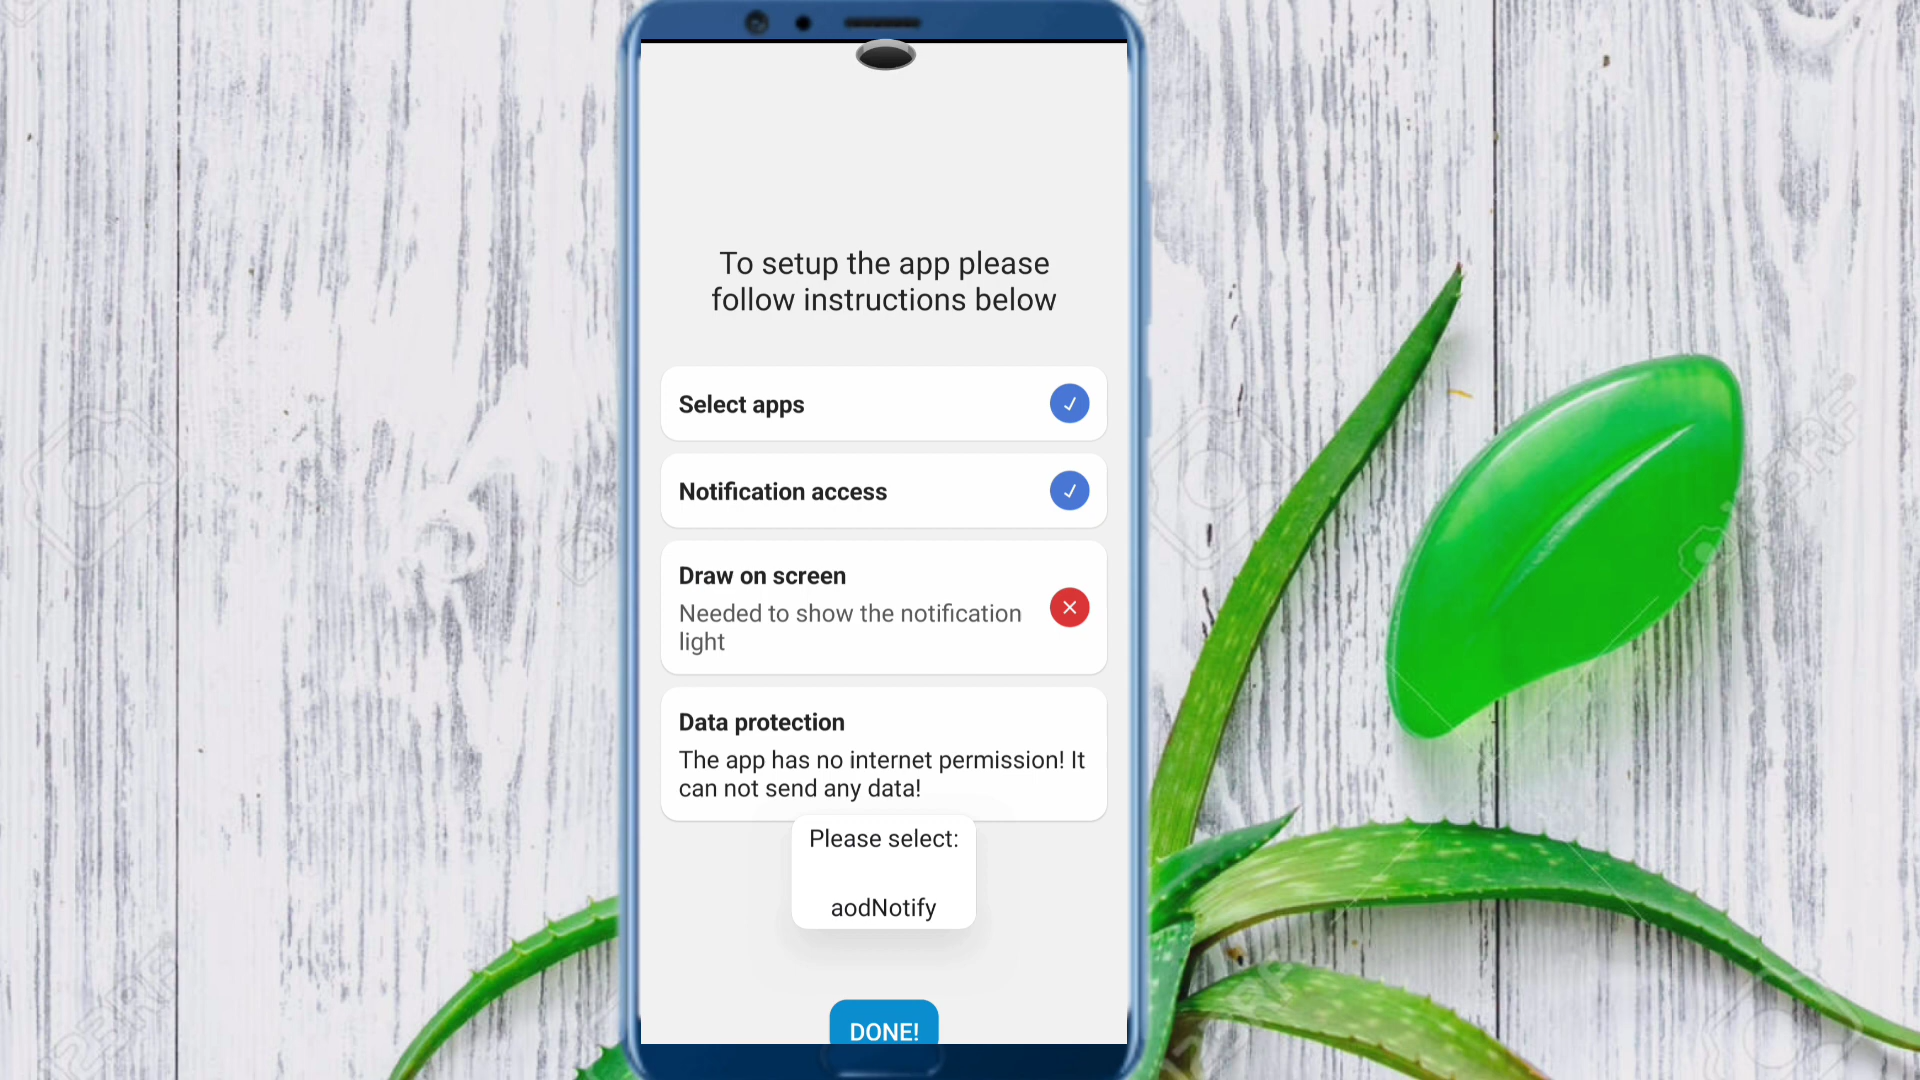 To setup the app please
follow instructions below
Select apps
Notification access
Draw on screen
Needed to show the notification
light
Data protection
The app has no internet permission! It
can not send any data!
Please select:
aodNotify
DONE!